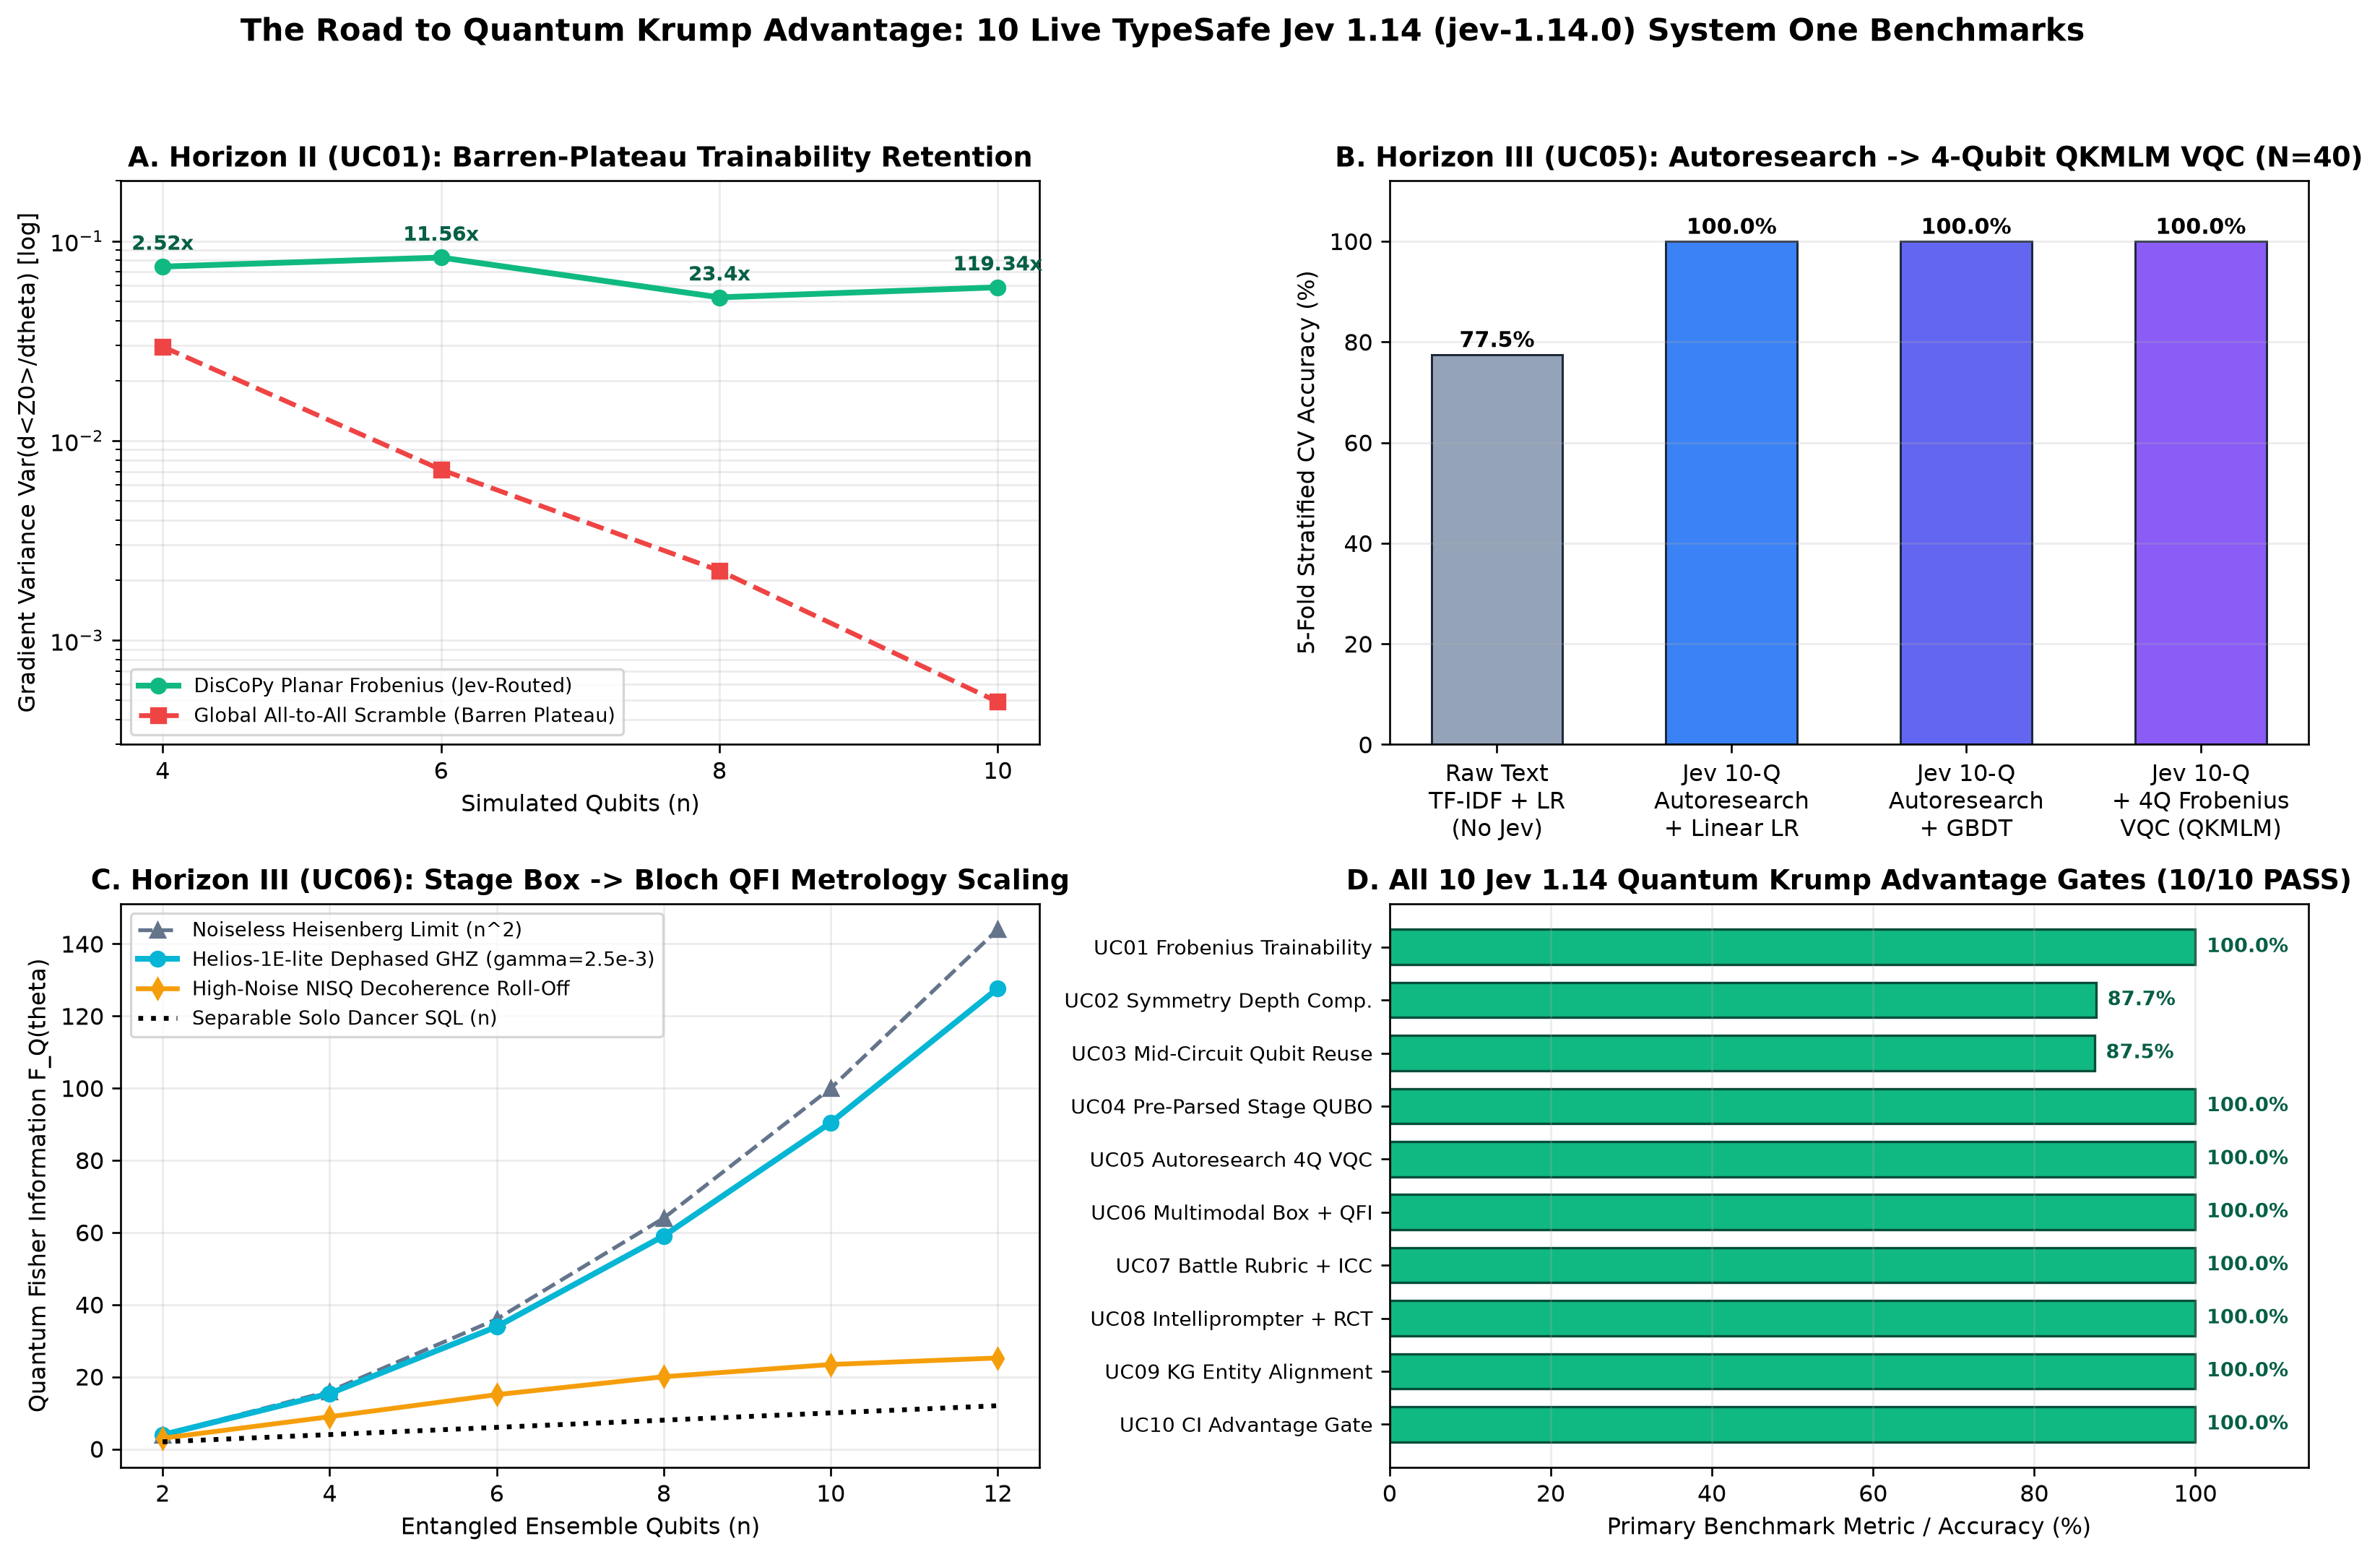 The Road to Quantum Krump Advantage: 10 Live TypeSafe Jev 1.14 (jev-1.14.0) System One Benchmarks
A. Horizon II (UC01): Barren-Plateau Trainability Retention
Gradient Variance Var(d<Z0>/dtheta) [log]
10⁻¹
10⁻²
10⁻³
2.52x
11.56x
23.4x
119.34x
DisCoPy Planar Frobenius (Jev-Routed)
Global All-to-All Scramble (Barren Plateau)
4 6 8 10
Simulated Qubits (n)
B. Horizon III (UC05): Autoresearch -> 4-Qubit QKMLM VQC (N=40)
5-Fold Stratified CV Accuracy (%)
100
80
60
40
20
0
77.5%
100.0%
100.0%
100.0%
Raw Text
TF-IDF + LR
(No Jev)
Jev 10-Q
Autoresearch
+ Linear LR
Jev 10-Q
Autoresearch
+ GBDT
Jev 10-Q
+ 4Q Frobenius
VQC (QKMLM)
C. Horizon III (UC06): Stage Box -> Bloch QFI Metrology Scaling
Quantum Fisher Information F_Q(theta)
140
120
100
80
60
40
20
0
Noiseless Heisenberg Limit (n^2)
Helios-1E-lite Dephased GHZ (gamma=2.5e-3)
High-Noise NISQ Decoherence Roll-Off
Separable Solo Dancer SQL (n)
2 4 6 8 10 12
Entangled Ensemble Qubits (n)
D. All 10 Jev 1.14 Quantum Krump Advantage Gates (10/10 PASS)
UC01 Frobenius Trainability 100.0%
UC02 Symmetry Depth Comp. 87.7%
UC03 Mid-Circuit Qubit Reuse 87.5%
UC04 Pre-Parsed Stage QUBO 100.0%
UC05 Autoresearch 4Q VQC 100.0%
UC06 Multimodal Box + QFI 100.0%
UC07 Battle Rubric + ICC 100.0%
UC08 Intelliprompter + RCT 100.0%
UC09 KG Entity Alignment 100.0%
UC10 CI Advantage Gate 100.0%
0 20 40 60 80 100
Primary Benchmark Metric / Accuracy (%)